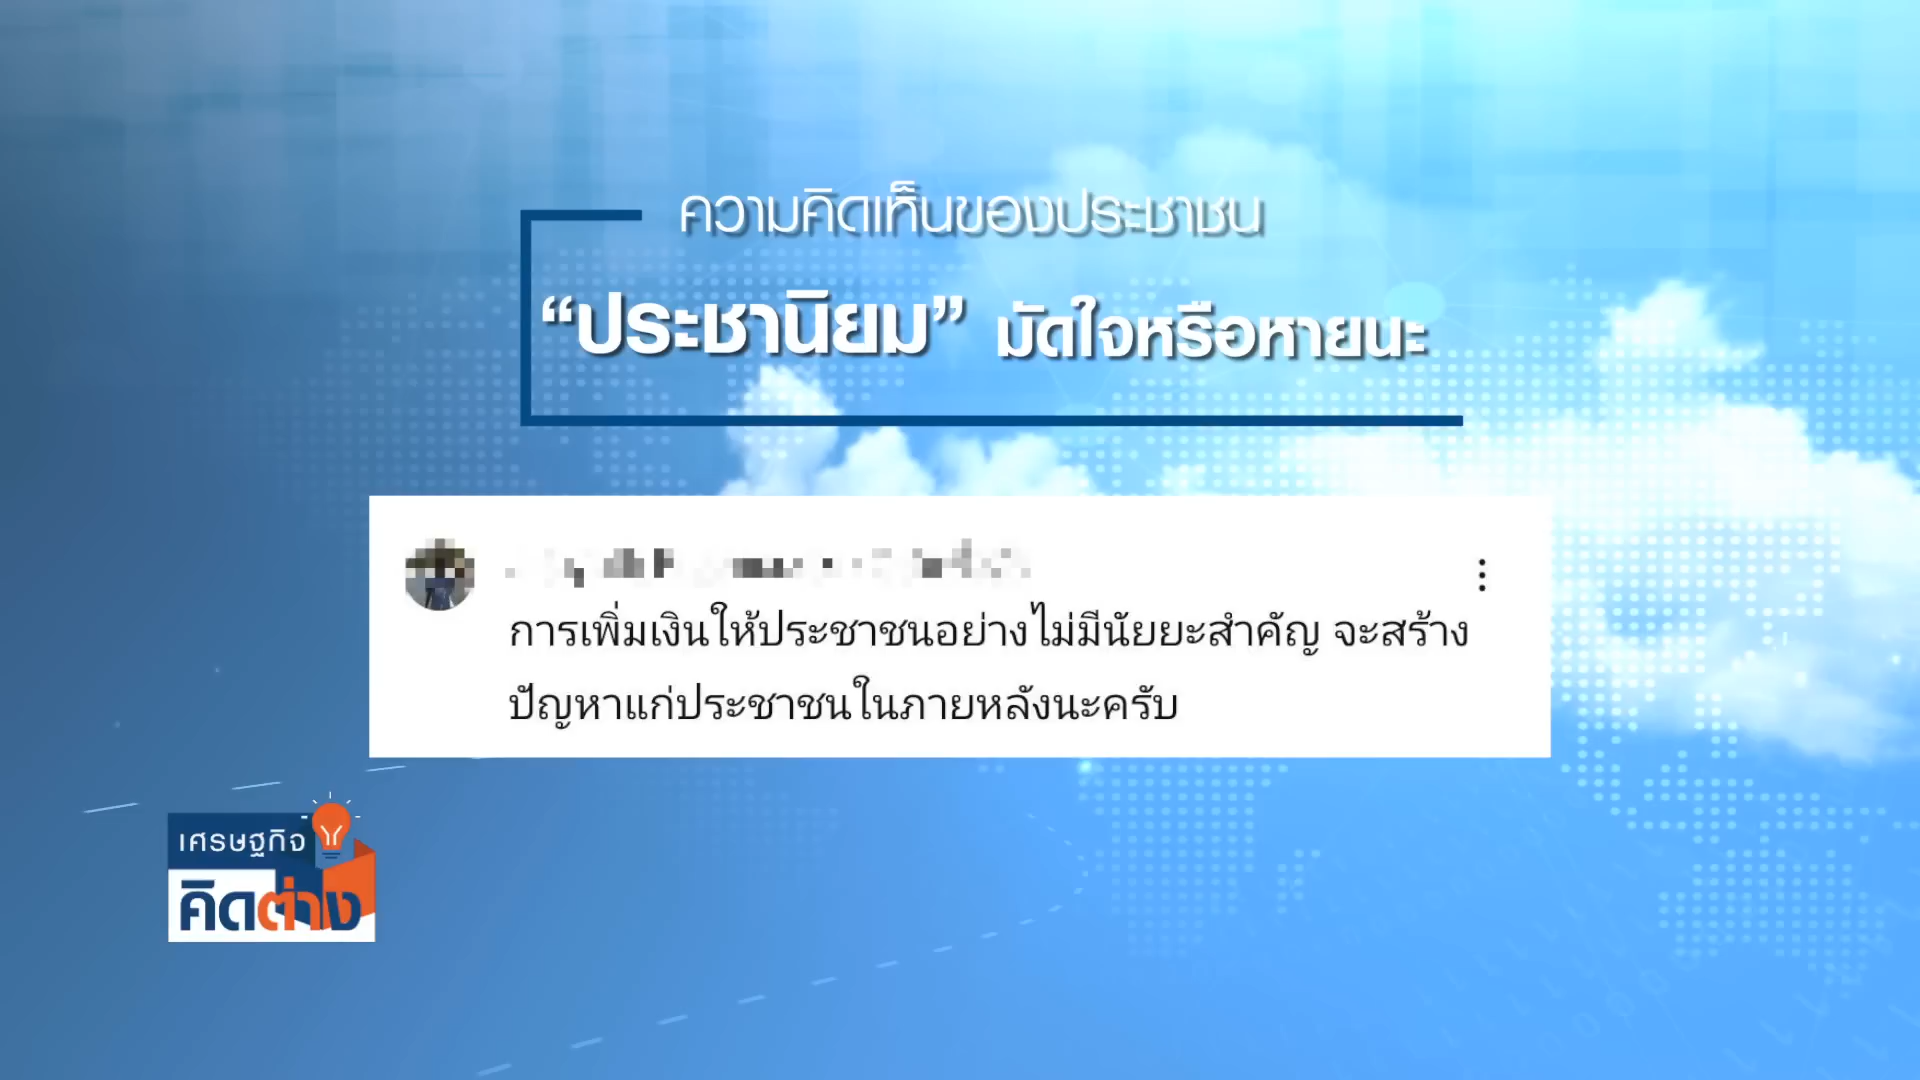 ความคิดเห็นของประชาชน
“ประชานิยม” มัดใจหรือหายนะ
การเพิ่มเงินให้ประชาชนอย่างไม่มีนัยยะสำคัญ จะสร้าง
ปัญหาแก่ประชาชนในภายหลังนะครับ
เศรษฐกิจ
คิดต่าง